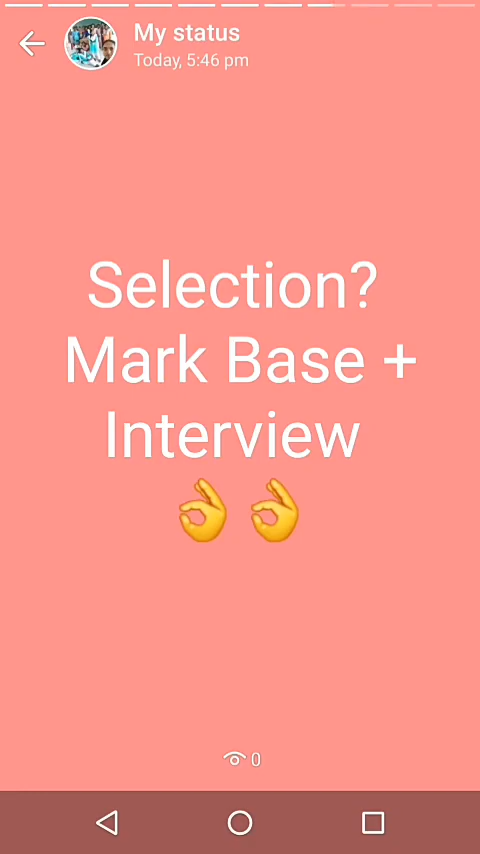 My status
Today, 5:46 pm
Selection?
Mark Base +
Interview
👌👌
0